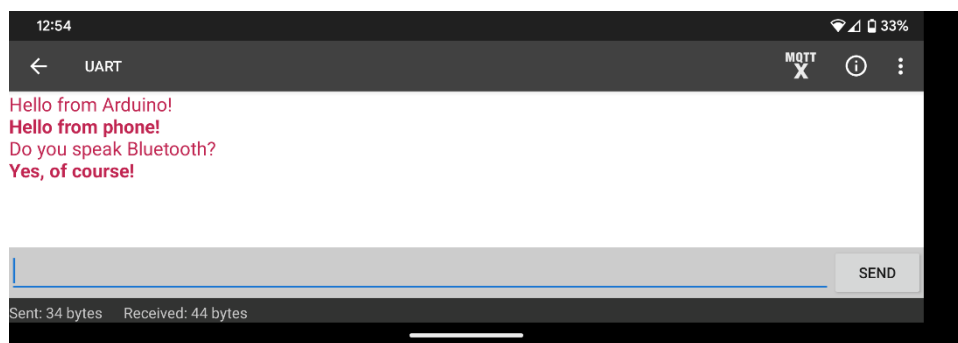 12:54
33%
UART
MQTT
X
Hello from Arduino!
Hello from phone!
Do you speak Bluetooth?
Yes, of course!
SEND
Sent: 34 bytes Received: 44 bytes